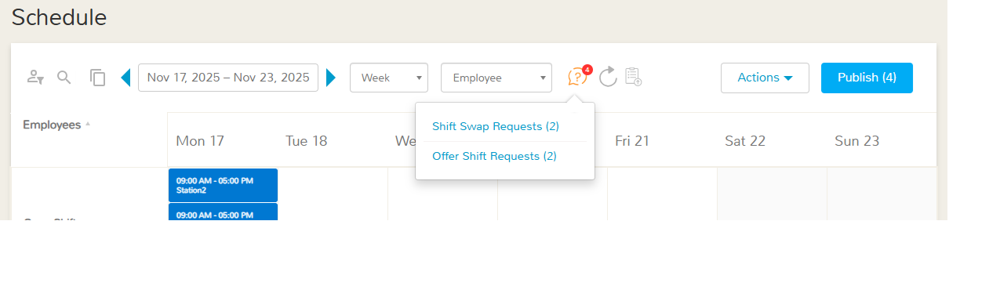 Schedule
Nov 17, 2025 – Nov 23, 2025
Week
Employee
?
4
Actions
Publish (4)
Shift Swap Requests (2)
Offer Shift Requests (2)
Employees
Mon 17
Tue 18
We
Fri 21
Sat 22
Sun 23
09:00 AM - 05:00 PM
Station2
09:00 AM - 05:00 PM